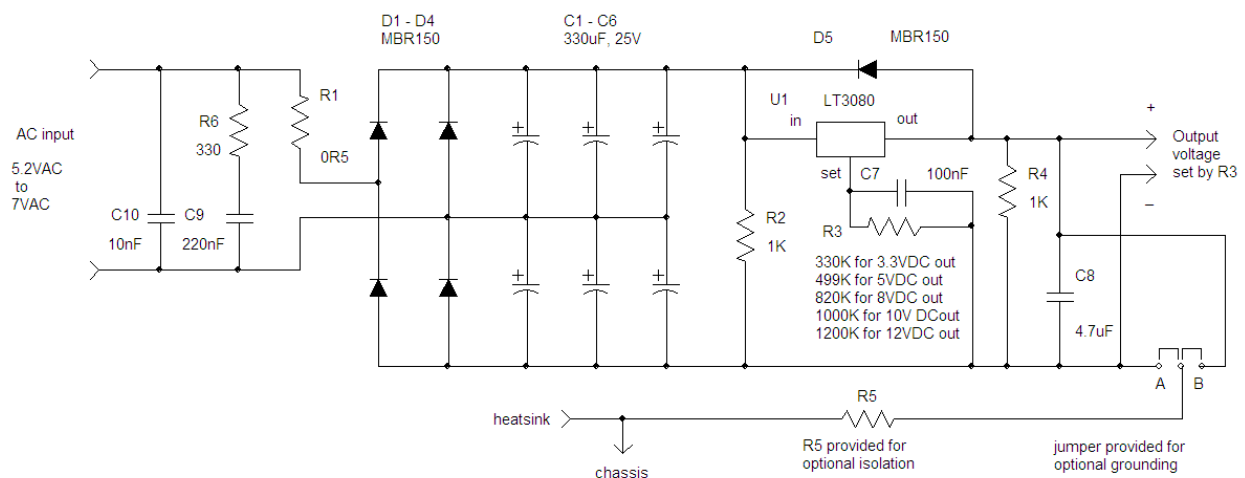 D1 - D4
MBR150
C1 - C6
330uF, 25V
D5
MBR150
R1
0R5
R6
330
AC input
5.2VAC
to
7VAC
C10
10nF
C9
220nF
U1
LT3080
in
out
set
C7
100nF
R2
1K
R3
330K for 3.3VDC out
499K for 5VDC out
820K for 8VDC out
1000K for 10V DCout
1200K for 12VDC out
R4
1K
+
Output
voltage
set by R3
–
C8
4.7uF
A
B
heatsink
chassis
R5
R5 provided for
optional isolation
jumper provided for
optional grounding
+
+
+
+
+
+